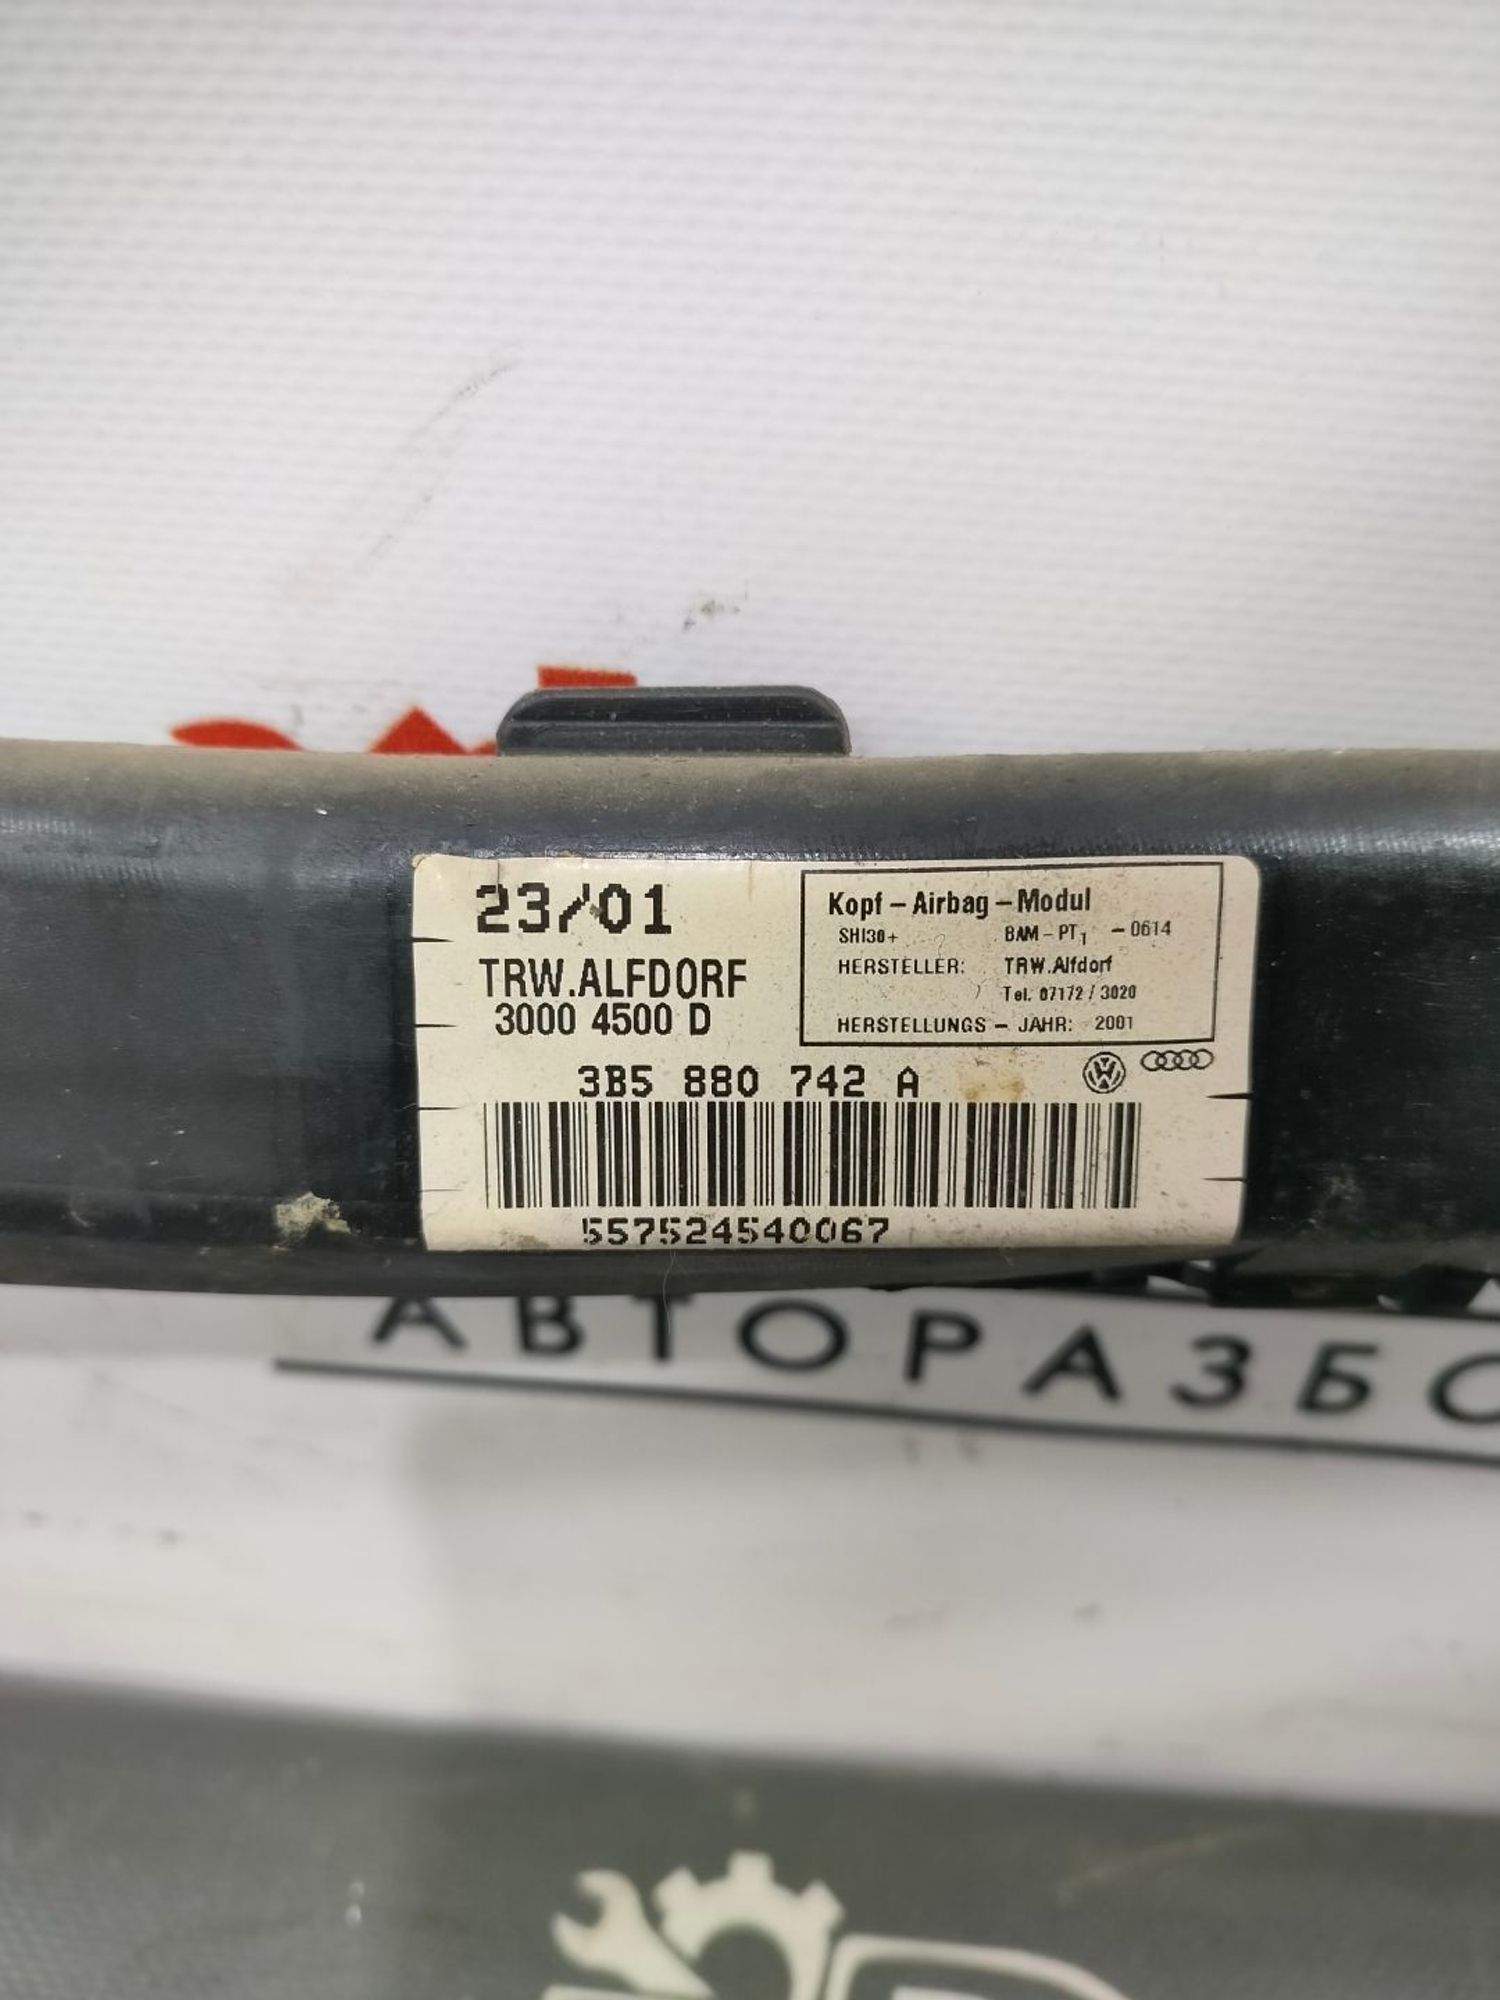 23/01
TRW.ALFDORF
3000 4500 D
Kopf - Airbag - Modul
SHI30+ BAM - PT1 - 0614
HERSTELLER: TRW.Alfdorf
Tel. 07172 / 3020
HERSTELLUNGS - JAHR: 2001
3B5 880 742 A
557524540067
АВТОРАЗБО